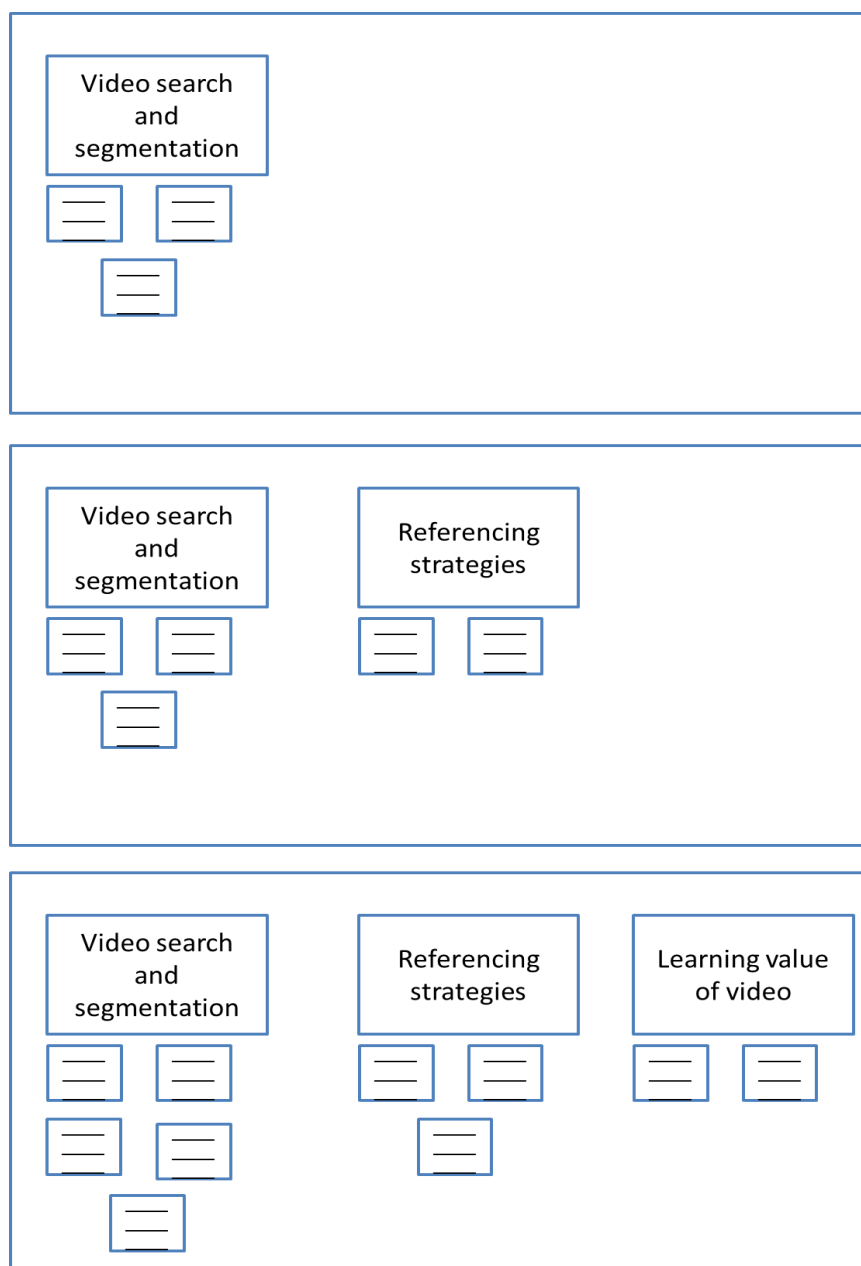 Video search
and
segmentation
Video search
and
segmentation
Referencing
strategies
Video search
and
segmentation
Referencing
strategies
Learning value
of video